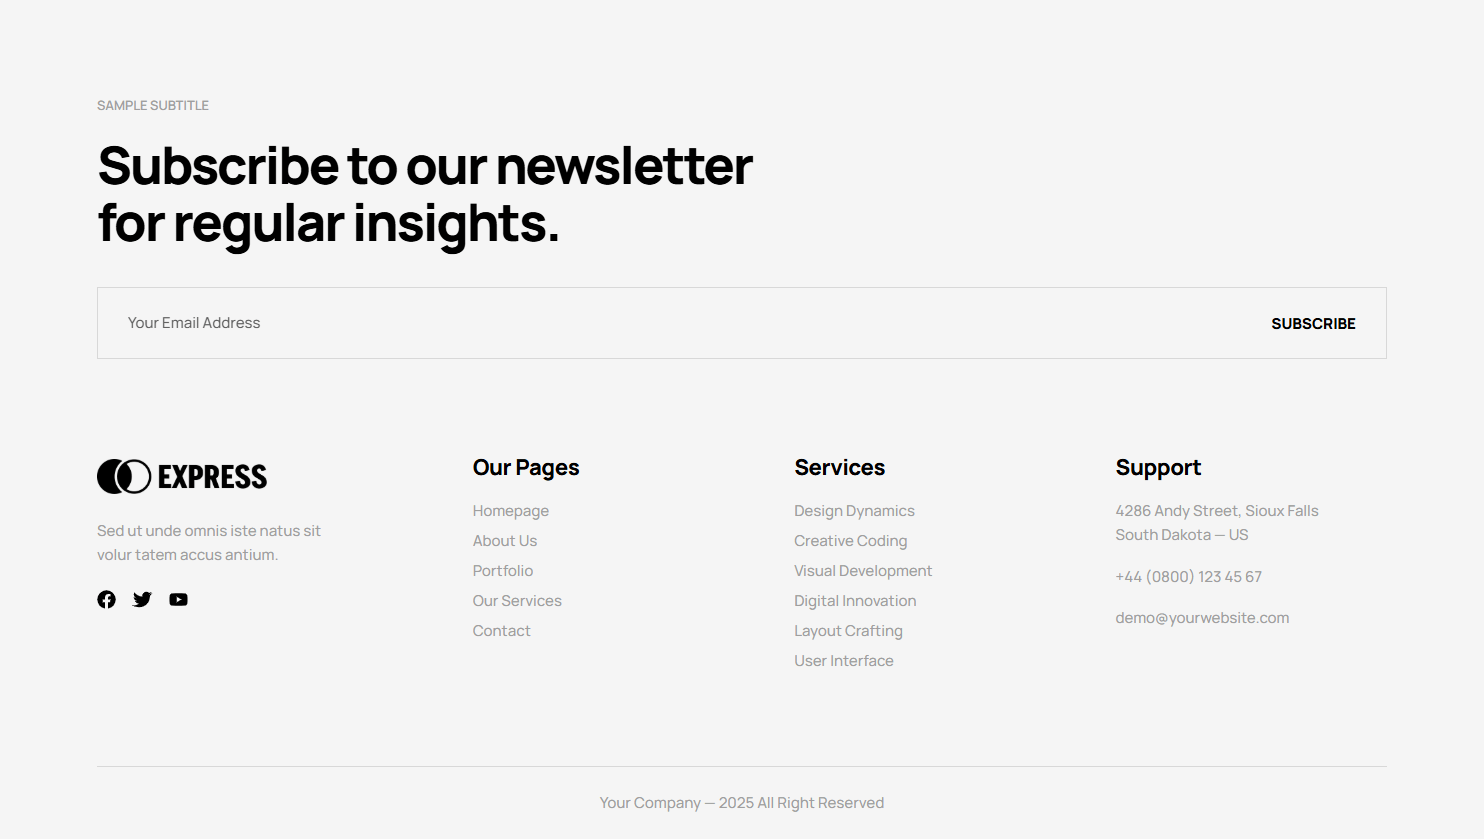 SAMPLE SUBTITLE
Subscribe to our newsletter
for regular insights.
Your Email Address
SUBSCRIBE
EXPRESS
Sed ut unde omnis iste natus sit
volur tatem accus antium.
Our Pages
Homepage
About Us
Portfolio
Our Services
Contact
Services
Design Dynamics
Creative Coding
Visual Development
Digital Innovation
Layout Crafting
User Interface
Support
4286 Andy Street, Sioux Falls
South Dakota — US
+44 (0800) 123 45 67
demo@yourwebsite.com
Your Company — 2025 All Right Reserved